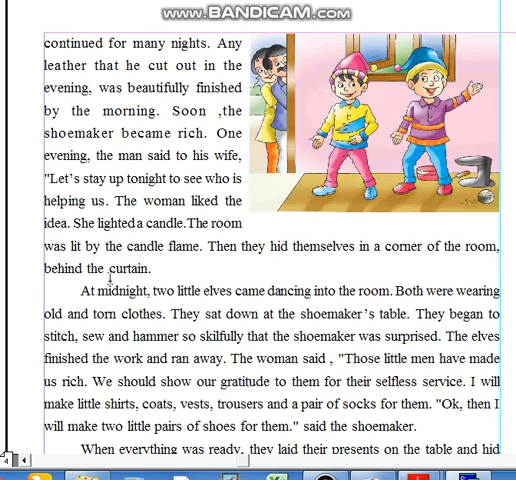 www.BANDICAM.com
continued for many nights. Any
leather that he cut out in the
evening, was beautifully finished
by the morning. Soon ,the
shoemaker became rich. One
evening, the man said to his wife,
"Let's stay up tonight to see who is
helping us. The woman liked the
idea. She lighted a candle.The room
was lit by the candle flame. Then they hid themselves in a corner of the room,
behind the curtain.
At midnight, two little elves came dancing into the room. Both were wearing
old and torn clothes. They sat down at the shoemaker's table. They began to
stitch, sew and hammer so skilfully that the shoemaker was surprised. The elves
finished the work and ran away. The woman said , "Those little men have made
us rich. We should show our gratitude to them for their selfless service. I will
make little shirts, coats, vests, trousers and a pair of socks for them. "Ok, then I
will make two little pairs of shoes for them." said the shoemaker.
When everything was ready, they laid their presents on the table and hid
4